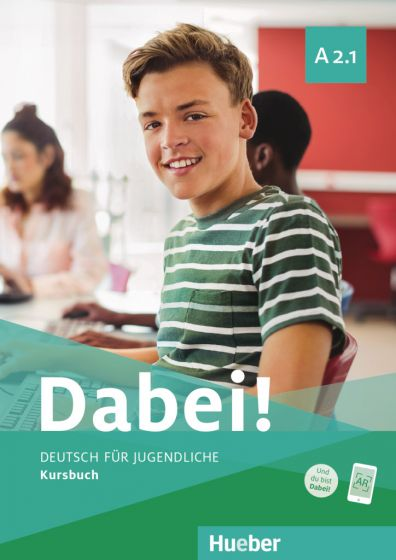 A 2.1
Dabei!
DEUTSCH FÜR JUGENDLICHE
Kursbuch
Und
du bist
Dabei!
AR
Hueber